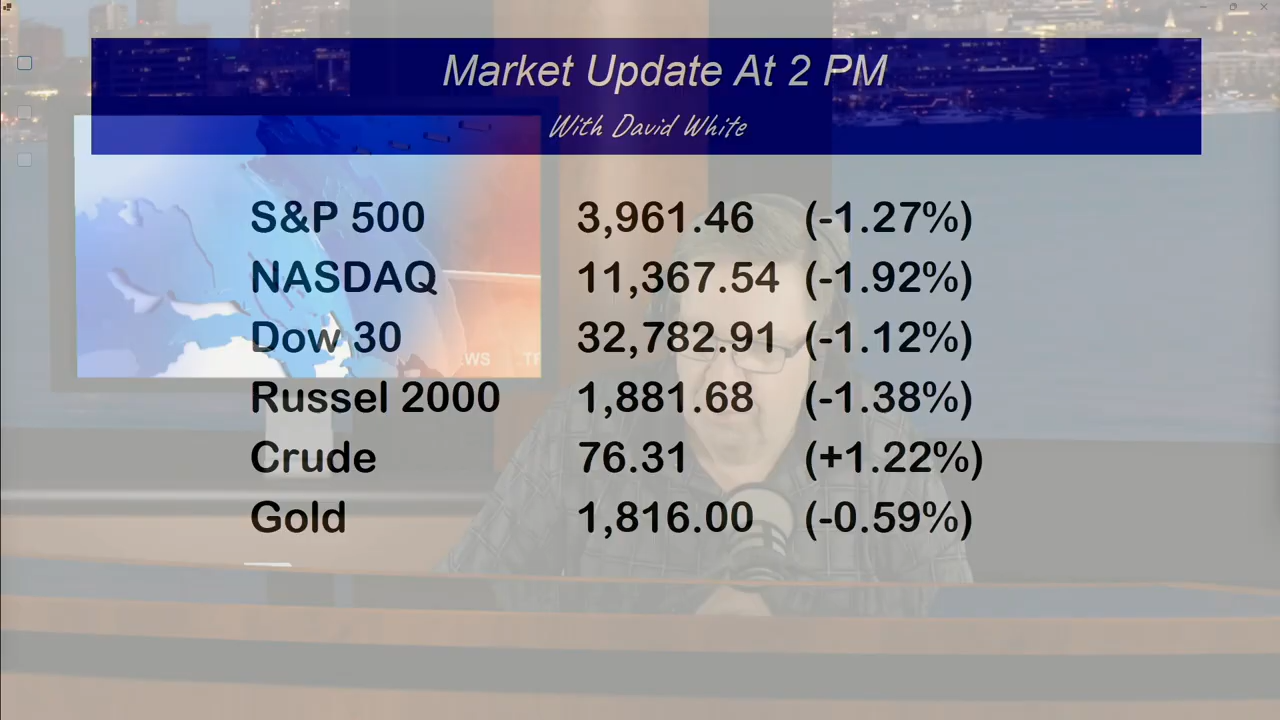 Market Update At 2 PM
With David White
S&P 500 3,961.46 (-1.27%)
NASDAQ 11,367.54 (-1.92%)
Dow 30 32,782.91 (-1.12%)
WS TR
Russel 2000 1,881.68 (-1.38%)
Crude 76.31 (+1.22%)
Gold 1,816.00 (-0.59%)